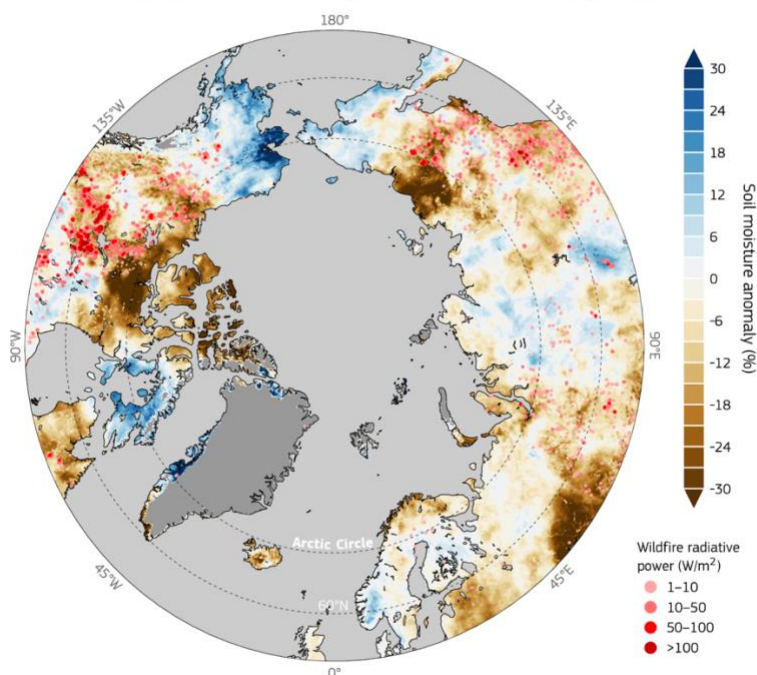 180°
135°W
135°E
90°W
90°E
45°W
45°E
0°
Arctic Circle
60°N
30
24
18
12
6
0
-6
-12
-18
-24
-30
Soil moisture anomaly (%)
Wildfire radiative
power (W/m²)
1–10
10–50
50–100
>100